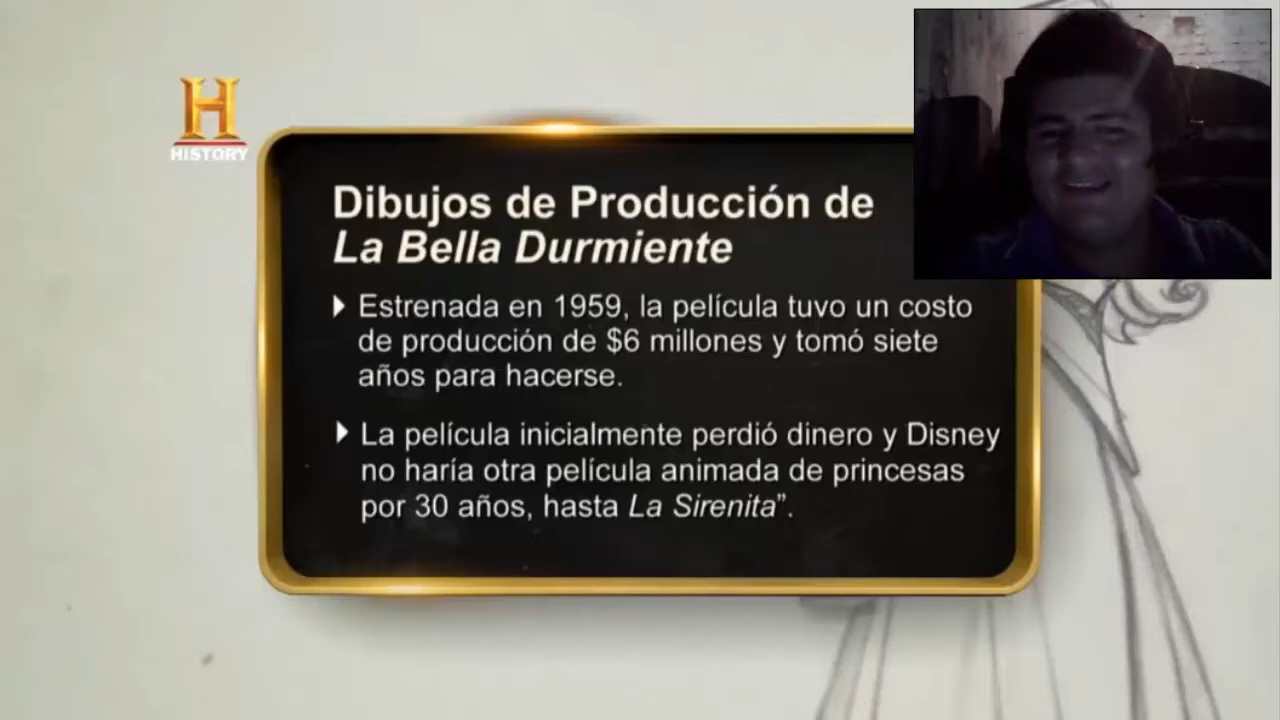 H
HISTORY
Dibujos de Producción de
La Bella Durmiente
Estrenada en 1959, la película tuvo un costo
de producción de $6 millones y tomó siete
años para hacerse.
La película inicialmente perdió dinero y Disney
no haría otra película animada de princesas
por 30 años, hasta La Sirenita”.